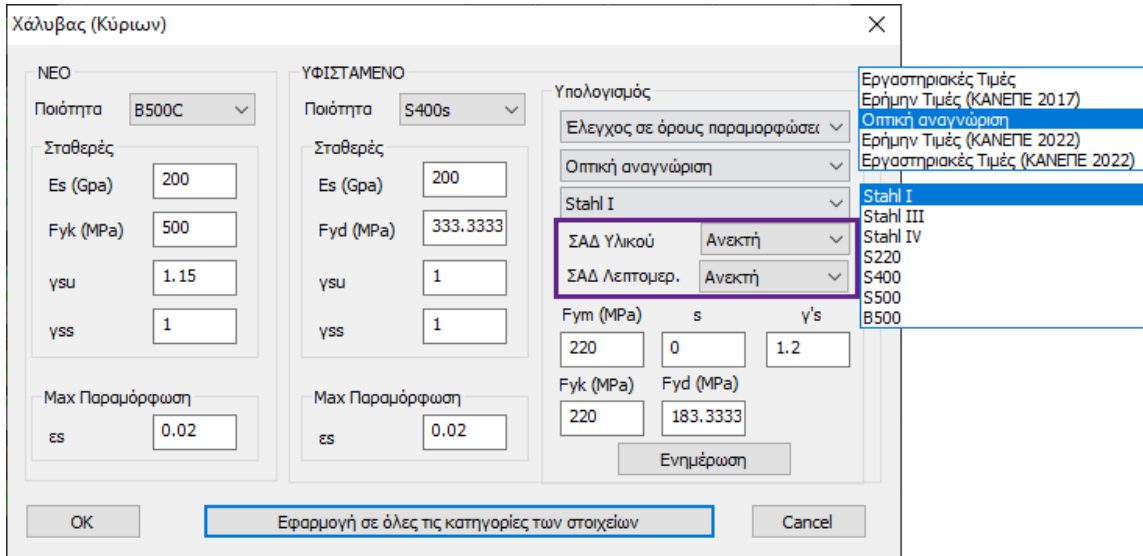 Χάλυβας (Κύριων)
ΝΕΟ
Ποιότητα B500C
Σταθερές
Es (Gpa) 200
Fyk (MPa) 500
γsu 1.15
γss 1
Max Παραμόρφωση
εs 0.02
ΥΦΙΣΤΑΜΕΝΟ
Ποιότητα S400s
Σταθερές
Es (Gpa) 200
Fyd (MPa) 333.3333
γsu 1
γss 1
Max Παραμόρφωση
εs 0.02
Υπολογισμός
Έλεγχος σε όρους παραμορφώσεα
Οπτική αναγνώριση
Stahl I
ΣΑΔ Υλικού Ανεκτή
ΣΑΔ Λεπτομερ. Ανεκτή
Fym (MPa) s γ's
220 0 1.2
Fyk (MPa) Fyd (MPa)
220 183.3333
Ενημέρωση
OK
Εφαρμογή σε όλες τις κατηγορίες των στοιχείων
Cancel
Εργαστηριακές Τιμές
Ερήμην Τιμές (ΚΑΝΕΠΕ 2017)
Οπτική αναγνώριση
Ερήμην Τιμές (ΚΑΝΕΠΕ 2022)
Εργαστηριακές Τιμές (ΚΑΝΕΠΕ 2022)
Stahl I
Stahl III
Stahl IV
S220
S400
S500
B500